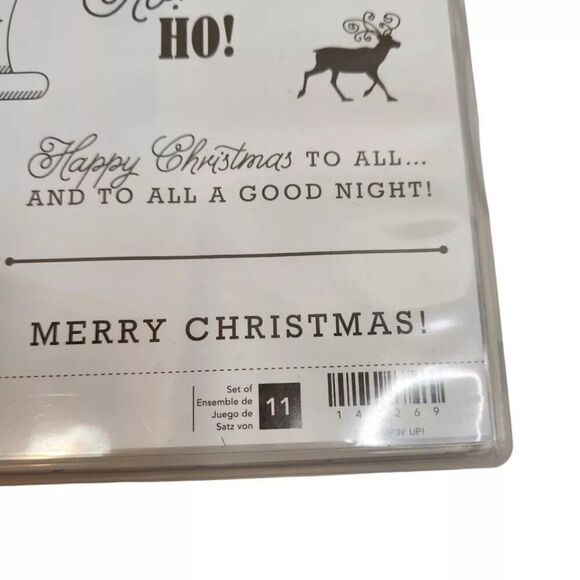 HO!
Happy Christmas TO ALL...
AND TO ALL A GOOD NIGHT!
MERRY CHRISTMAS!
Set of
Ensemble de
Juego de
Satz von
11